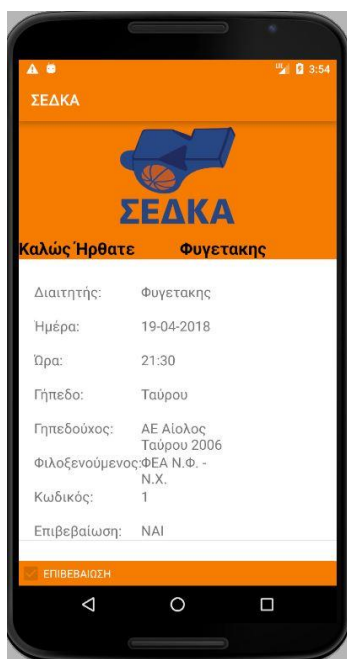 3:54
ΣΕΔΚΑ
ΣΕΔΚΑ
Καλώς Ήρθατε Φυγετακης
Διαιτητής: Φυγετακης
Ημέρα: 19-04-2018
Ώρα: 21:30
Γήπεδο: Ταύρου
Γηπεδούχος: ΑΕ Αίολος
Ταύρου 2006
Φιλοξενούμενος: ΦΕΑ Ν.Φ. -
Ν.Χ.
Κωδικός: 1
Επιβεβαίωση: ΝΑΙ
ΕΠΙΒΕΒΑΙΩΣΗ